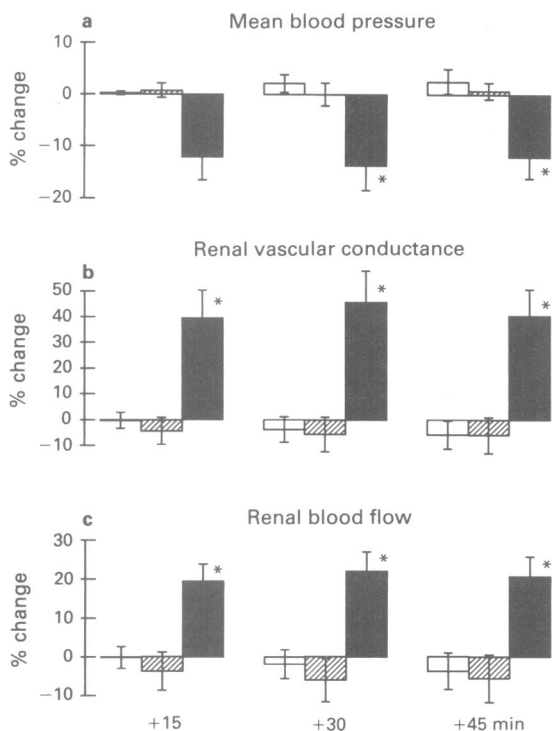 a
Mean blood pressure
10
0
−10
−20
% change
*
*
Renal vascular conductance
b
50
40
30
20
10
0
−10
% change
*
*
*
c
Renal blood flow
30
20
10
0
−10
% change
*
*
*
+15
+30
+45 min